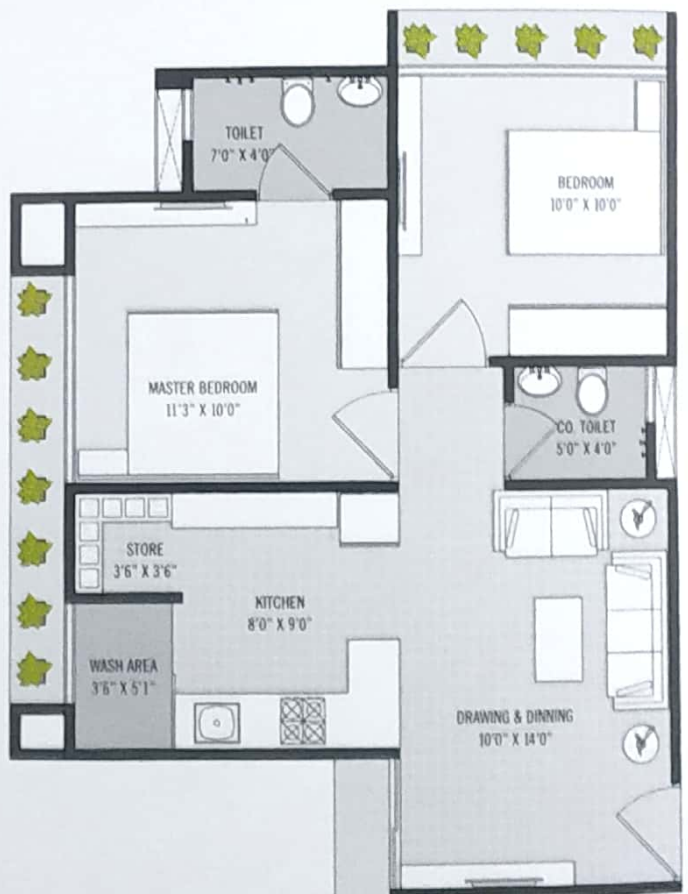 TOILET
7'0" X 4'0"
BEDROOM
10'0" X 10'0"
MASTER BEDROOM
11'3" X 10'0"
CO. TOILET
5'0" X 4'0"
STORE
3'6" X 3'6"
KITCHEN
8'0" X 9'0"
WASH AREA
3'6" X 5'1"
DRAWING & DINNING
10'0" X 14'0"